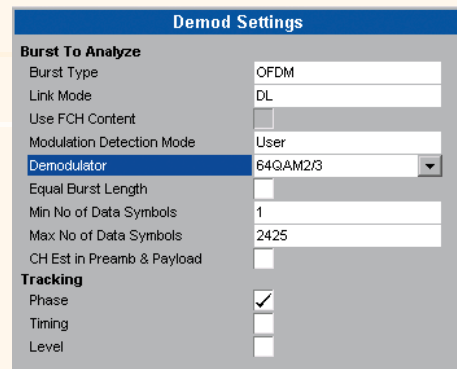 Demod Settings
Burst To Analyze
Burst Type OFDM
Link Mode DL
Use FCH Content
Modulation Detection Mode User
Demodulator 64QAM2/3
Equal Burst Length
Min No of Data Symbols 1
Max No of Data Symbols 2425
CH Est in Preamb & Payload
Tracking
Phase
Timing
Level